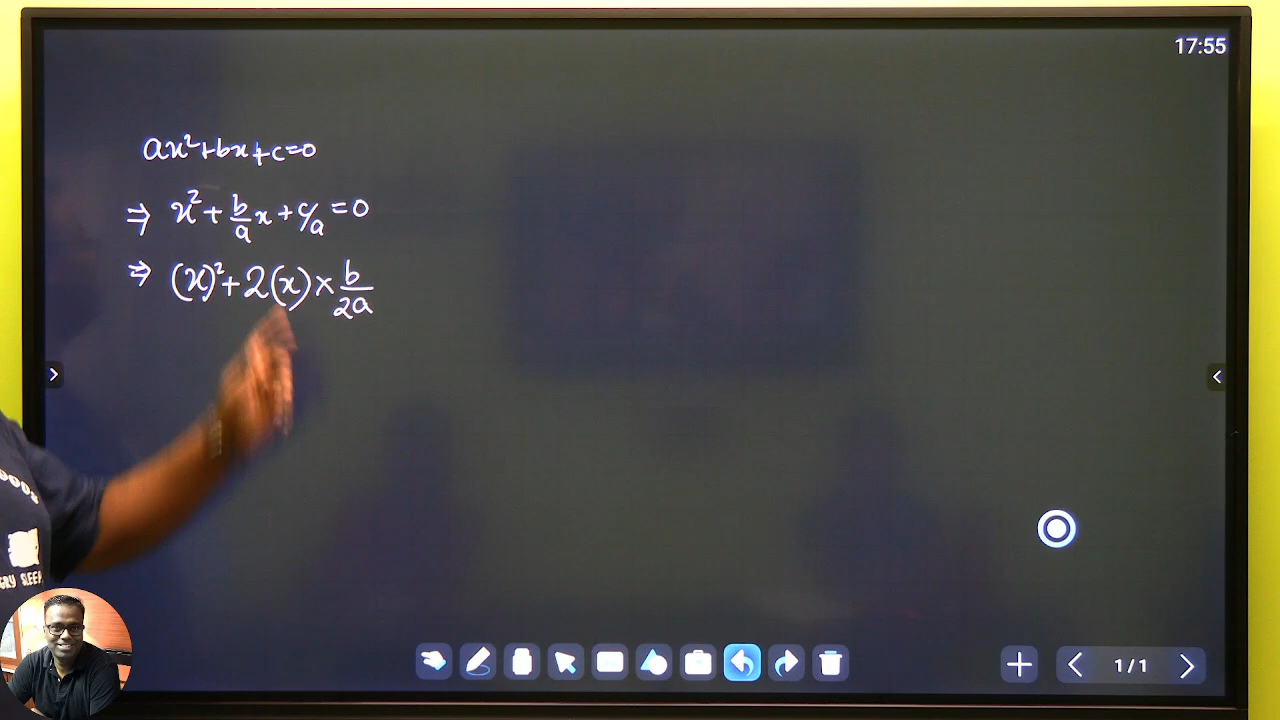 17:55
ax²+bx+c=0
⇒ x² + b/a x + c/a = 0
⇒ (x)² + 2(x) × b/2a
1/1